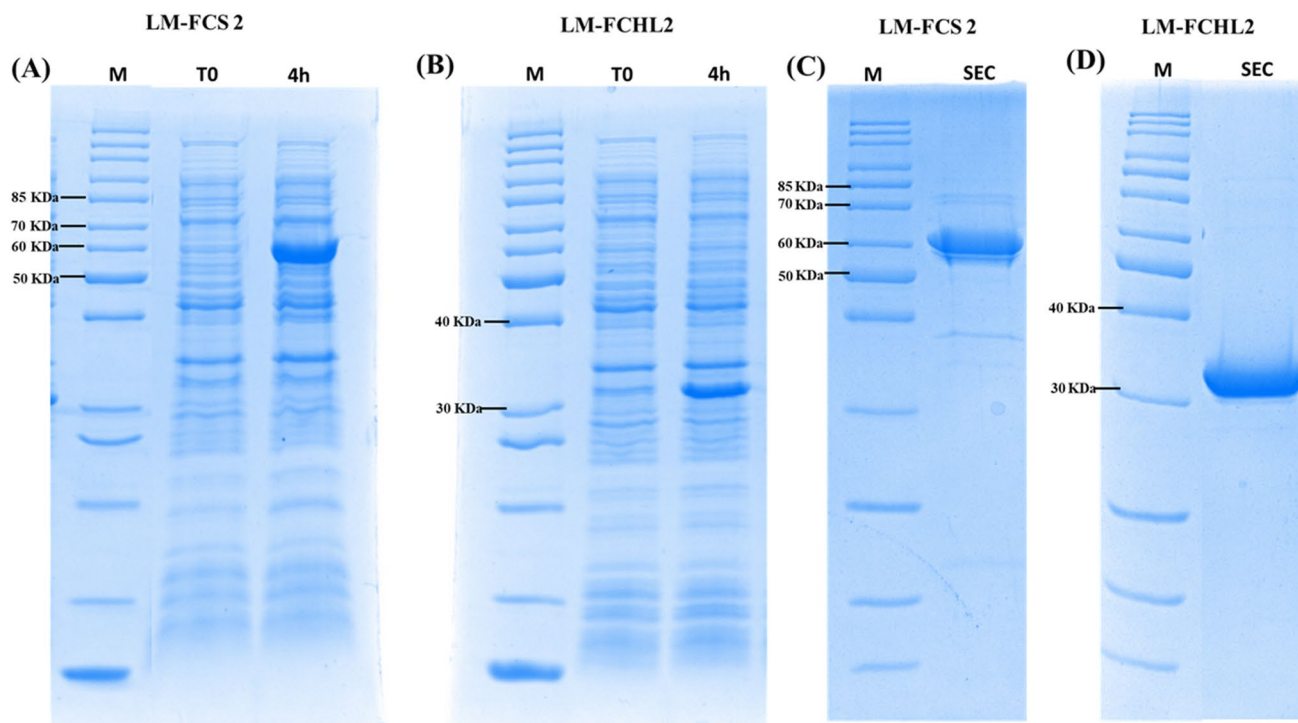 LM-FCS 2
LM-FCHL2
LM-FCS 2
LM-FCHL2
(A)
M
T0
4h
85 KDa
70 KDa
60 KDa
50 KDa
(B)
M
T0
4h
40 KDa
30 KDa
(C)
M
SEC
85 KDa
70 KDa
60 KDa
50 KDa
(D)
M
SEC
40 KDa
30 KDa